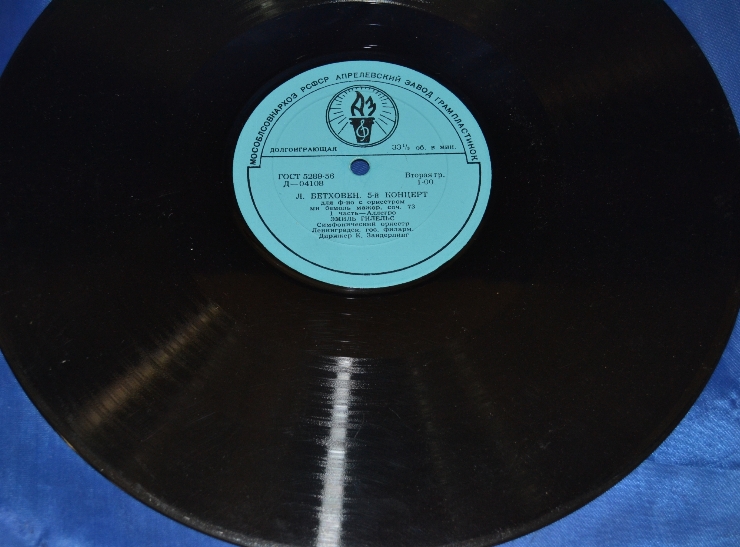 МОСОБЛСОВНАРХОЗ РСФСР АПРЕЛЕВСКИЙ ЗАВОД ГРАМПЛАСТИНОК
АЗ
ДОЛГОИГРАЮЩАЯ 33⅓ об. в мин.
ГОСТ 5289-56 Вторая гр.
Д—04108 1-00
Л. БЕТХОВЕН. 5-й КОНЦЕРТ
для ф-но с оркестром
ми бемоль мажор, соч. 73
1 часть—Аллегро
ЭМИЛЬ ГИЛЕЛЬС
Симфонический оркестр
Ленинградск. гос. филарм.
Дирижер К. Зандерлинг